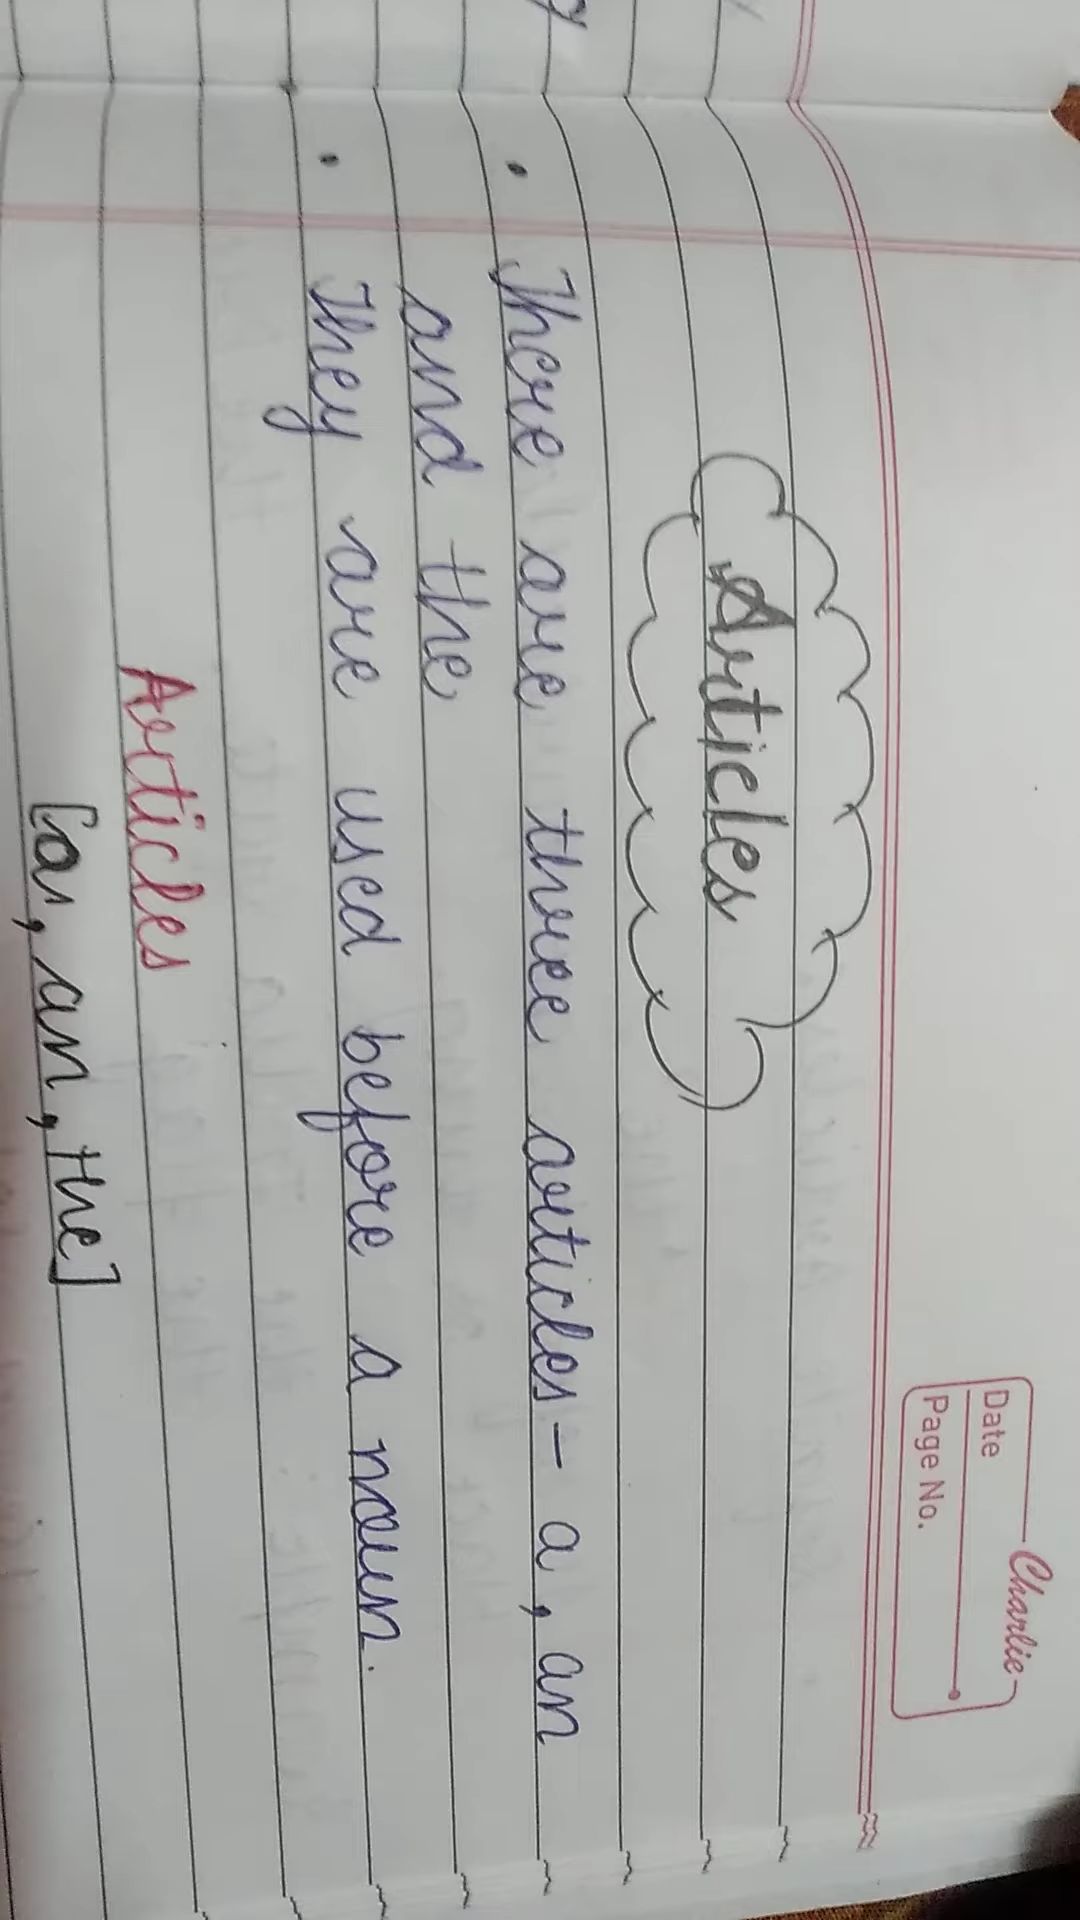 Charlie
Date
Page No.
Articles
• There are three articles – a, an
and the
• They are used before a noun.
Articles
[a, an, the]